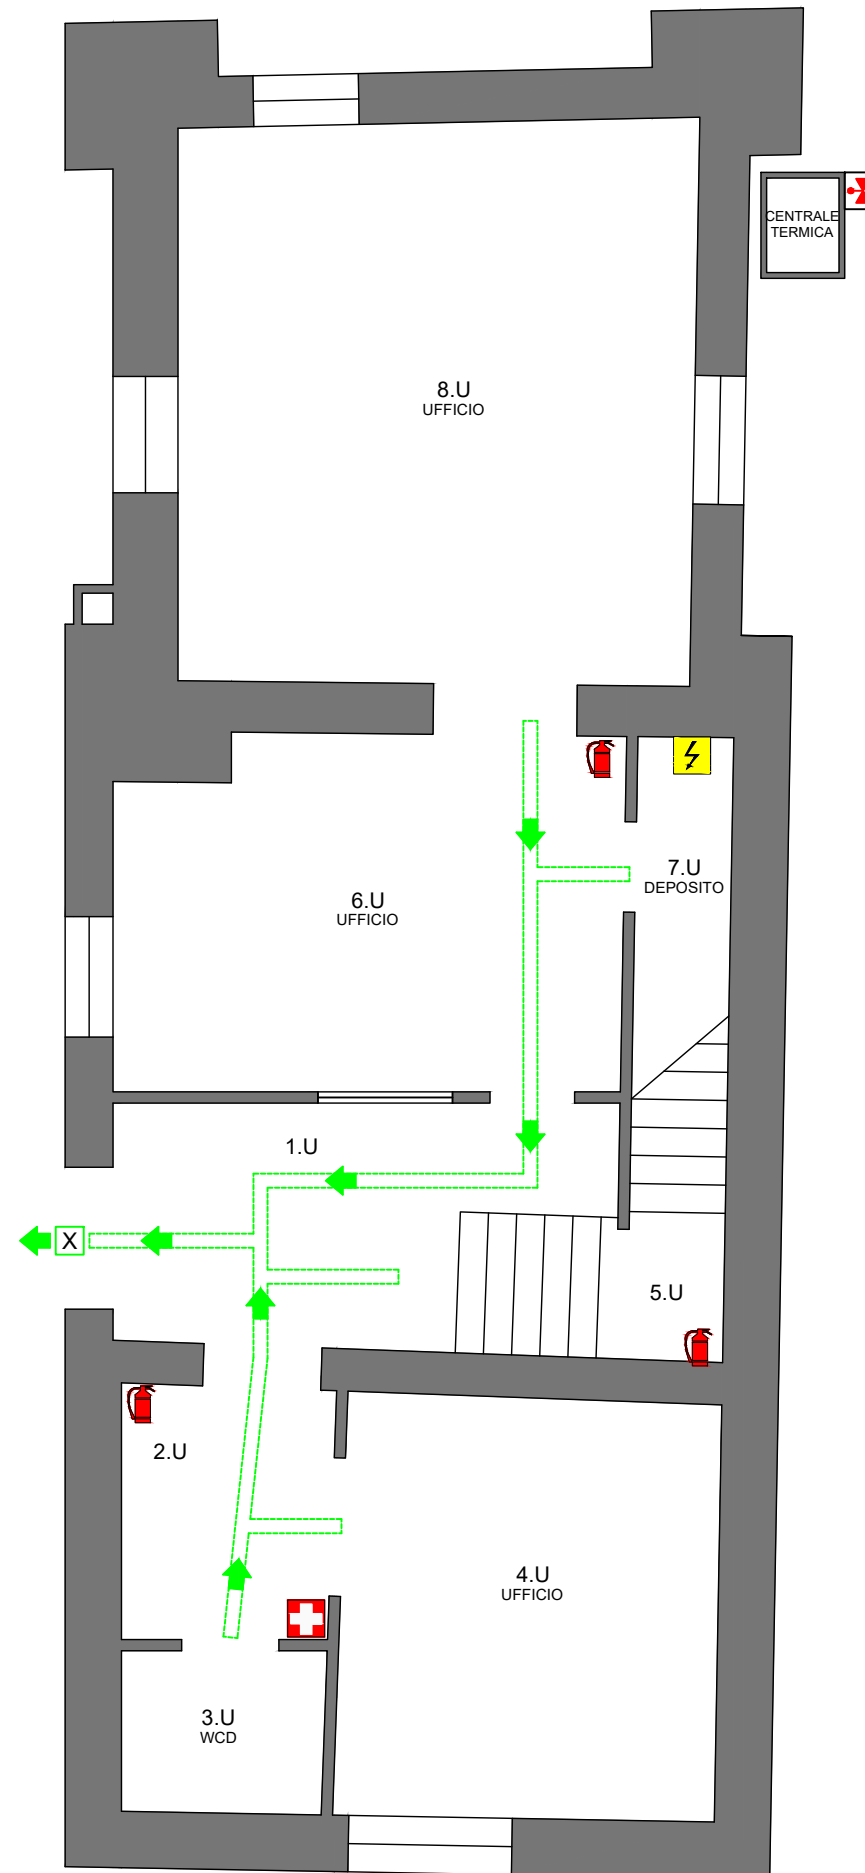 CENTRALE
TERMICA
8.U
UFFICIO
7.U
DEPOSITO
6.U
UFFICIO
1.U
X
5.U
2.U
4.U
UFFICIO
3.U
WCD